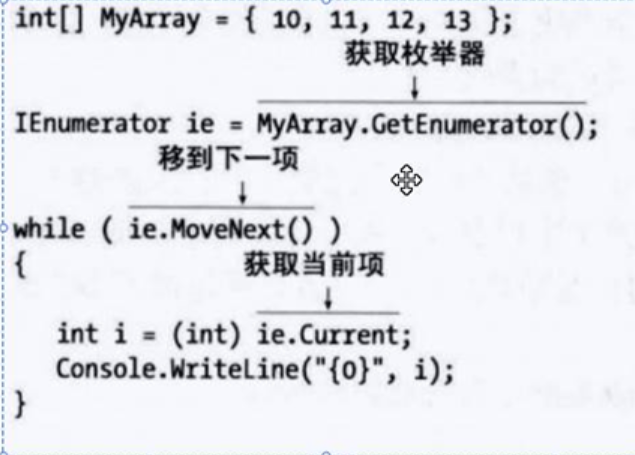 int[] MyArray = { 10, 11, 12, 13 };
获取枚举器
IEnumerator ie = MyArray.GetEnumerator();
移到下一项
while ( ie.MoveNext() )
{
获取当前项
int i = (int) ie.Current;
Console.WriteLine("{0}", i);
}